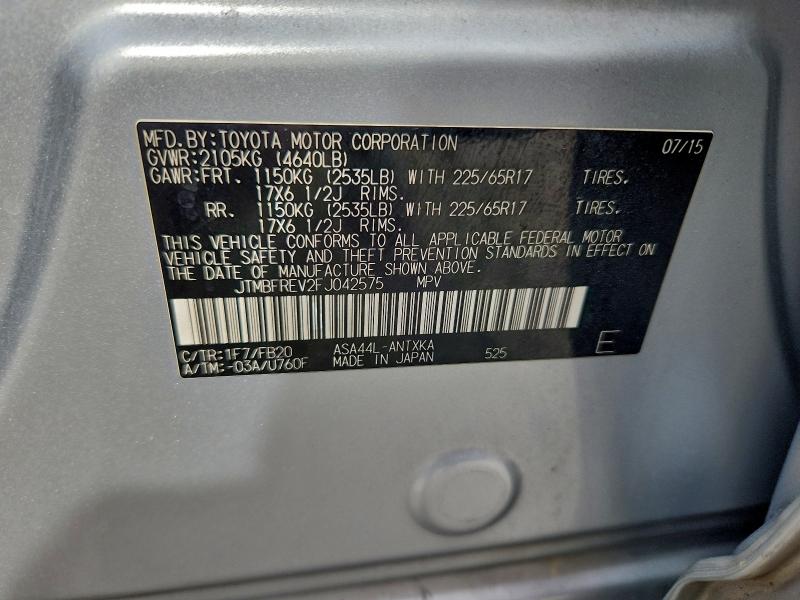 MFD. BY: TOYOTA MOTOR CORPORATION 07/15
GVWR: 2105KG (4640LB)
GAWR: FRT. 1150KG (2535LB) WITH 225/65R17 TIRES.
17X6 1/2J RIMS.
RR. 1150KG (2535LB) WITH 225/65R17 TIRES.
17X6 1/2J RIMS.
THIS VEHICLE CONFORMS TO ALL APPLICABLE FEDERAL MOTOR
VEHICLE SAFETY AND THEFT PREVENTION STANDARDS IN EFFECT ON
THE DATE OF MANUFACTURE SHOWN ABOVE.
JTMBFREV2FJ042575 MPV
C/TR: 1F7/FB20 ASA44L-ANTXKA
A/TM: -03A/U760F MADE IN JAPAN 525 E